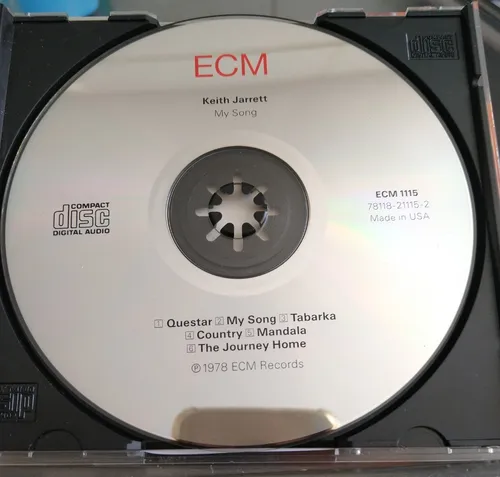 ECM
Keith Jarrett
My Song
COMPACT
disc
DIGITAL AUDIO
ECM 1115
78118-21115-2
Made in USA
1 Questar 2 My Song 3 Tabarka
4 Country 5 Mandala
6 The Journey Home
℗ 1978 ECM Records
disc